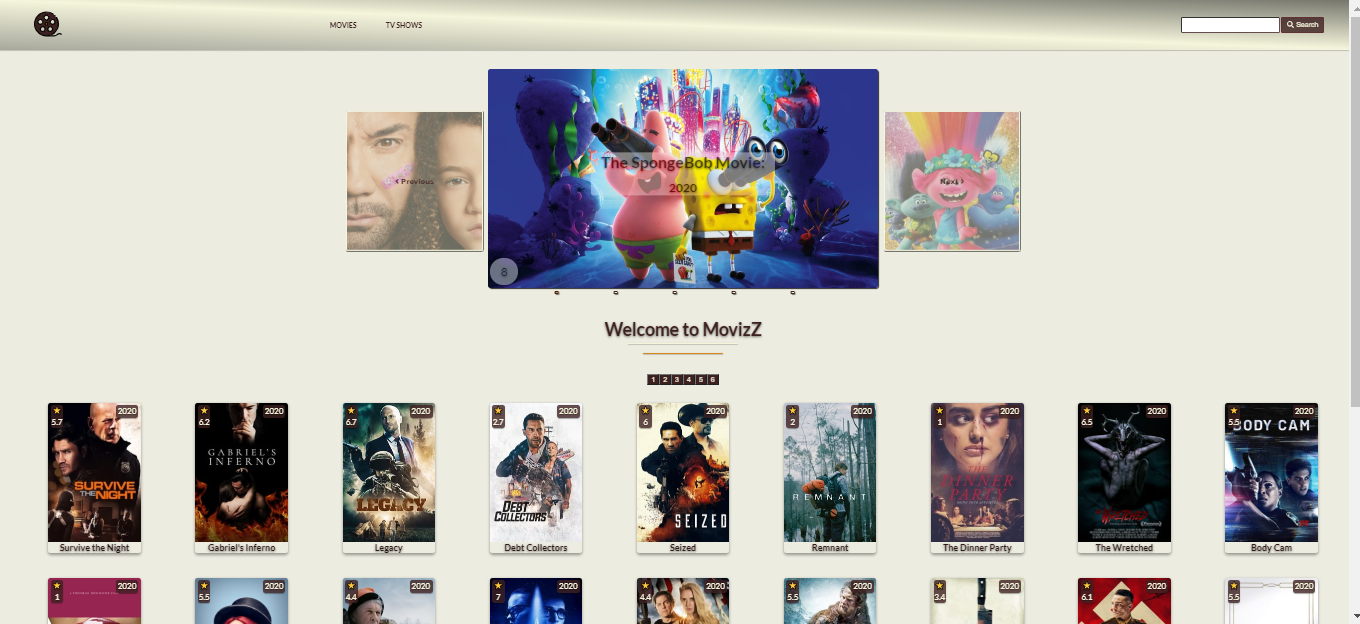 MOVIES TV SHOWS Search
< Previous
The SpongeBob Movie:
2020
Next >
8
Welcome to MovizZ
1 2 3 4 5 6
5.7 2020
6.2 2020
GABRIEL'S
INFERNO
6.7 2020
LEGACY
2.7 2020
DEBT
COLLECTORS
6 2020
SEIZED
2 2020
REMNANT
1 2020
THE
DINNER
PARTY
6.5 2020
5.5 2020
BODY CAM
SURVIVE
THE NIGHT
Survive the Night
Gabriel's Inferno
Legacy
Debt Collectors
Seized
Remnant
The Dinner Party
The Wretched
Body Cam
1 2020
5.5 2020
4.4 2020
7 2020
4.4 2020
5.5 2020
3.4 2020
6.1 2020
5.5 2020